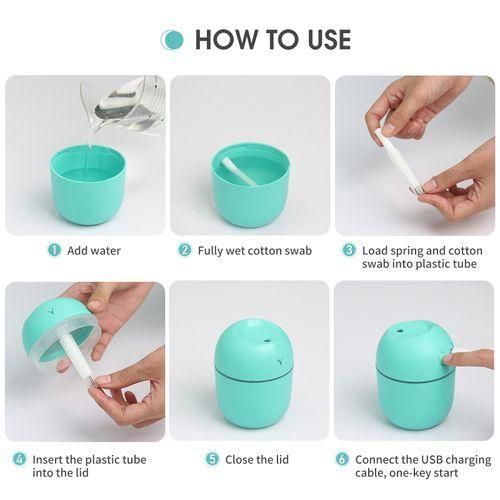 HOW TO USE
1 Add water
2 Fully wet cotton swab
3 Load spring and cotton
swab into plastic tube
4 Insert the plastic tube
into the lid
5 Close the lid
6 Connect the USB charging
cable, one-key start